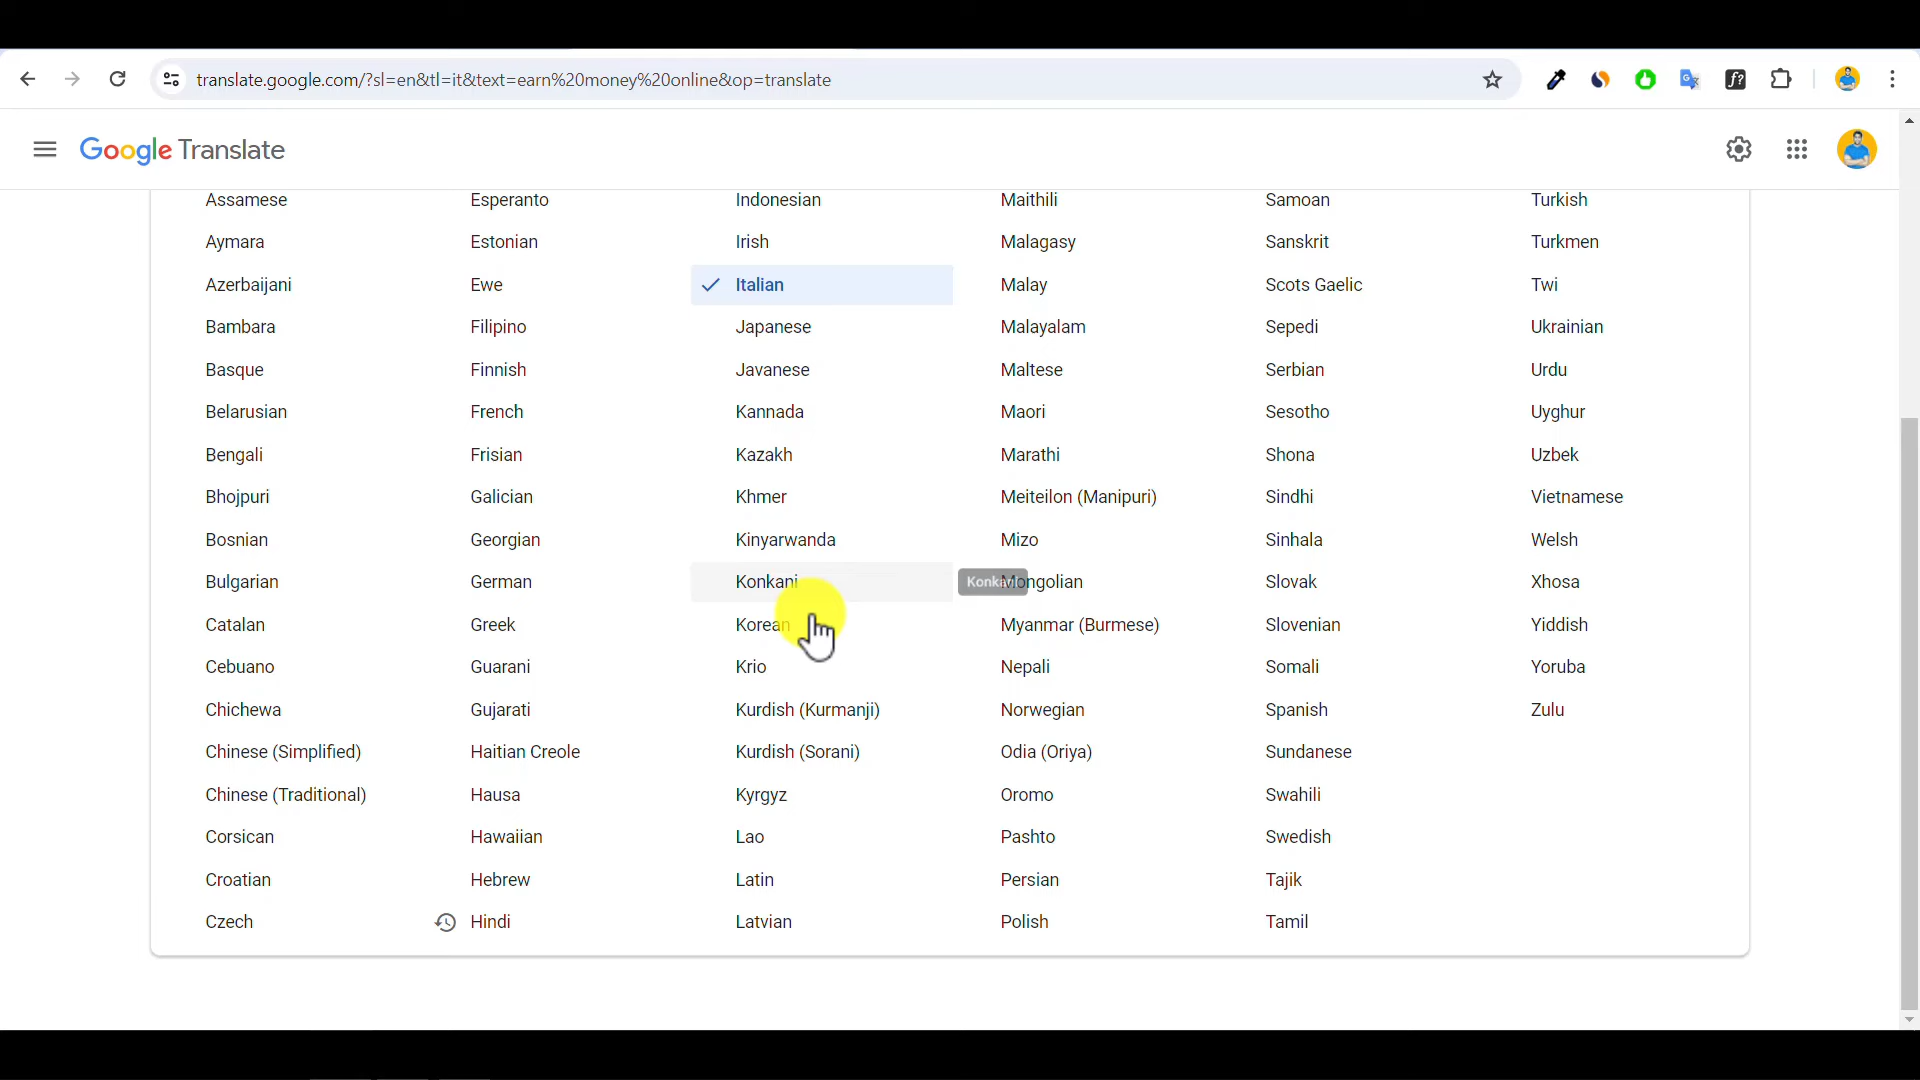 translate.google.com/?sl=en&tl=it&text=earn%20money%20online&op=translate
Google Translate
Assamese Esperanto Indonesian Maithili Samoan Turkish
Aymara Estonian Irish Malagasy Sanskrit Turkmen
Azerbaijani Ewe Italian Malay Scots Gaelic Twi
Bambara Filipino Japanese Malayalam Sepedi Ukrainian
Basque Finnish Javanese Maltese Serbian Urdu
Belarusian French Kannada Maori Sesotho Uyghur
Bengali Frisian Kazakh Marathi Shona Uzbek
Bhojpuri Galician Khmer Meiteilon (Manipuri) Sindhi Vietnamese
Bosnian Georgian Kinyarwanda Mizo Sinhala Welsh
Bulgarian German Konkani Konkani Mongolian Slovak Xhosa
Catalan Greek Korean Myanmar (Burmese) Slovenian Yiddish
Cebuano Guarani Krio Nepali Somali Yoruba
Chichewa Gujarati Kurdish (Kurmanji) Norwegian Spanish Zulu
Chinese (Simplified) Haitian Creole Kurdish (Sorani) Odia (Oriya) Sundanese
Chinese (Traditional) Hausa Kyrgyz Oromo Swahili
Corsican Hawaiian Lao Pashto Swedish
Croatian Hebrew Latin Persian Tajik
Czech Hindi Latvian Polish Tamil